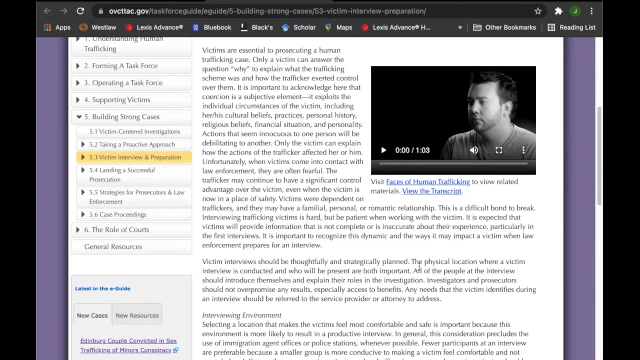 ovcttac.gov/taskforceguide/eguide/5-building-strong-cases/53-victim-interview-preparation/
Apps
Westlaw
Lexis Advance®
Bluebook
Black's
Scholar
Dropbox
Lexis Advance® H...
Other Bookmarks
Reading List
1. Understanding Human
Trafficking
2. Forming A Task Force
3. Operating a Task Force
4. Supporting Victims
5. Building Strong Cases
5.1 Victim-Centered Investigations
5.2 Taking a Proactive Approach
5.3 Victim Interview & Preparation
5.4 Landing a Successful
Prosecution
5.5 Strategies for Prosecutors & Law
Enforcement
5.6 Case Proceedings
6. The Role of Courts
General Resources
Latest in the e-Guide
New Cases
New Resources
Edinburg Couple Convicted in Sex
Trafficking of Minors Conspiracy
Victims are essential to prosecuting a human
trafficking case. Only a victim can answer the
question "why" to explain what the trafficking
scheme was and how the trafficker exerted control
over them. It is important to acknowledge here that
coercion is a subjective element—it exploits the
individual circumstances of the victim, including
her/his cultural beliefs, practices, personal history,
religious beliefs, financial situation, and personality.
Actions that seem innocuous to one person will be
debilitating to another. Only the victim can explain
how the actions of the trafficker affected her or him.
Unfortunately, when victims come into contact with
law enforcement, they are often fearful. The
trafficker may continue to have a significant control
advantage over the victim, even when the victim is
now in a place of safety. Victims were dependent on
traffickers, and they may have a familial, personal, or romantic relationship. This is a difficult bond to break.
Interviewing trafficking victims is hard, but be patient when working with the victim. It is expected that
victims will provide information that is not complete or is inaccurate about their experience, particularly in
the first interviews. It is important to recognize this dynamic and the ways it may impact a victim when law
enforcement prepares for an interview.
0:00 / 1:03
Visit Faces of Human Trafficking to view related
materials. View the Transcript.
Victim interviews should be thoughtfully and strategically planned. The physical location where a victim
interview is conducted and who will be present are both important. All of the people at the interview
should introduce themselves and explain their roles in the investigation. Investigators and prosecutors
should not overpromise any results, especially access to benefits. Any needs that the victim identifies during
an interview should be referred to the service provider or attorney to address.
Interviewing Environment
Selecting a location that makes the victims feel most comfortable and safe is important because this
environment is more likely to result in a productive interview. In general, this consideration precludes the
use of immigration agent offices or police stations, whenever possible. Fewer participants at an interview
are preferable because a smaller group is more conducive to making a victim feel comfortable and not